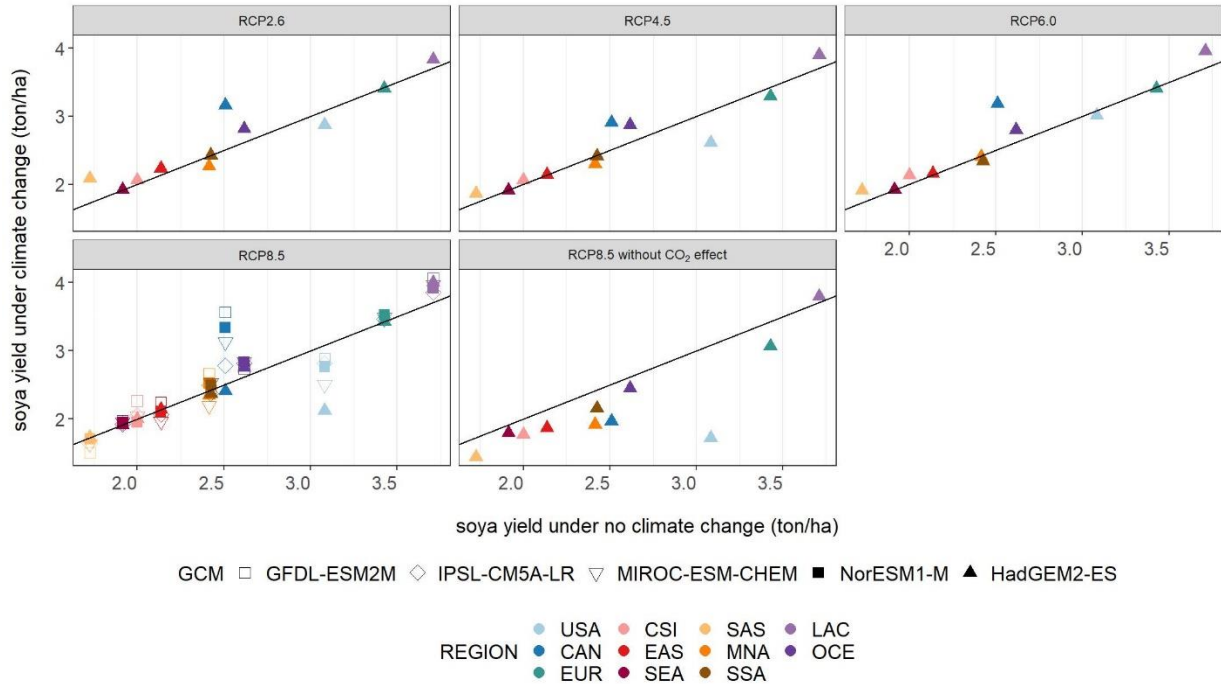 RCP2.6 RCP4.5 RCP6.0
4
3
2
2.0 2.5 3.0 3.5
RCP8.5 RCP8.5 without CO₂ effect
4
3
2
2.0 2.5 3.0 3.5 2.0 2.5 3.0 3.5
soya yield under climate change (ton/ha)
soya yield under no climate change (ton/ha)
GCM GFDL-ESM2M IPSL-CM5A-LR MIROC-ESM-CHEM NorESM1-M HadGEM2-ES
USA CSI SAS LAC
REGION CAN EAS MNA OCE
EUR SEA SSA